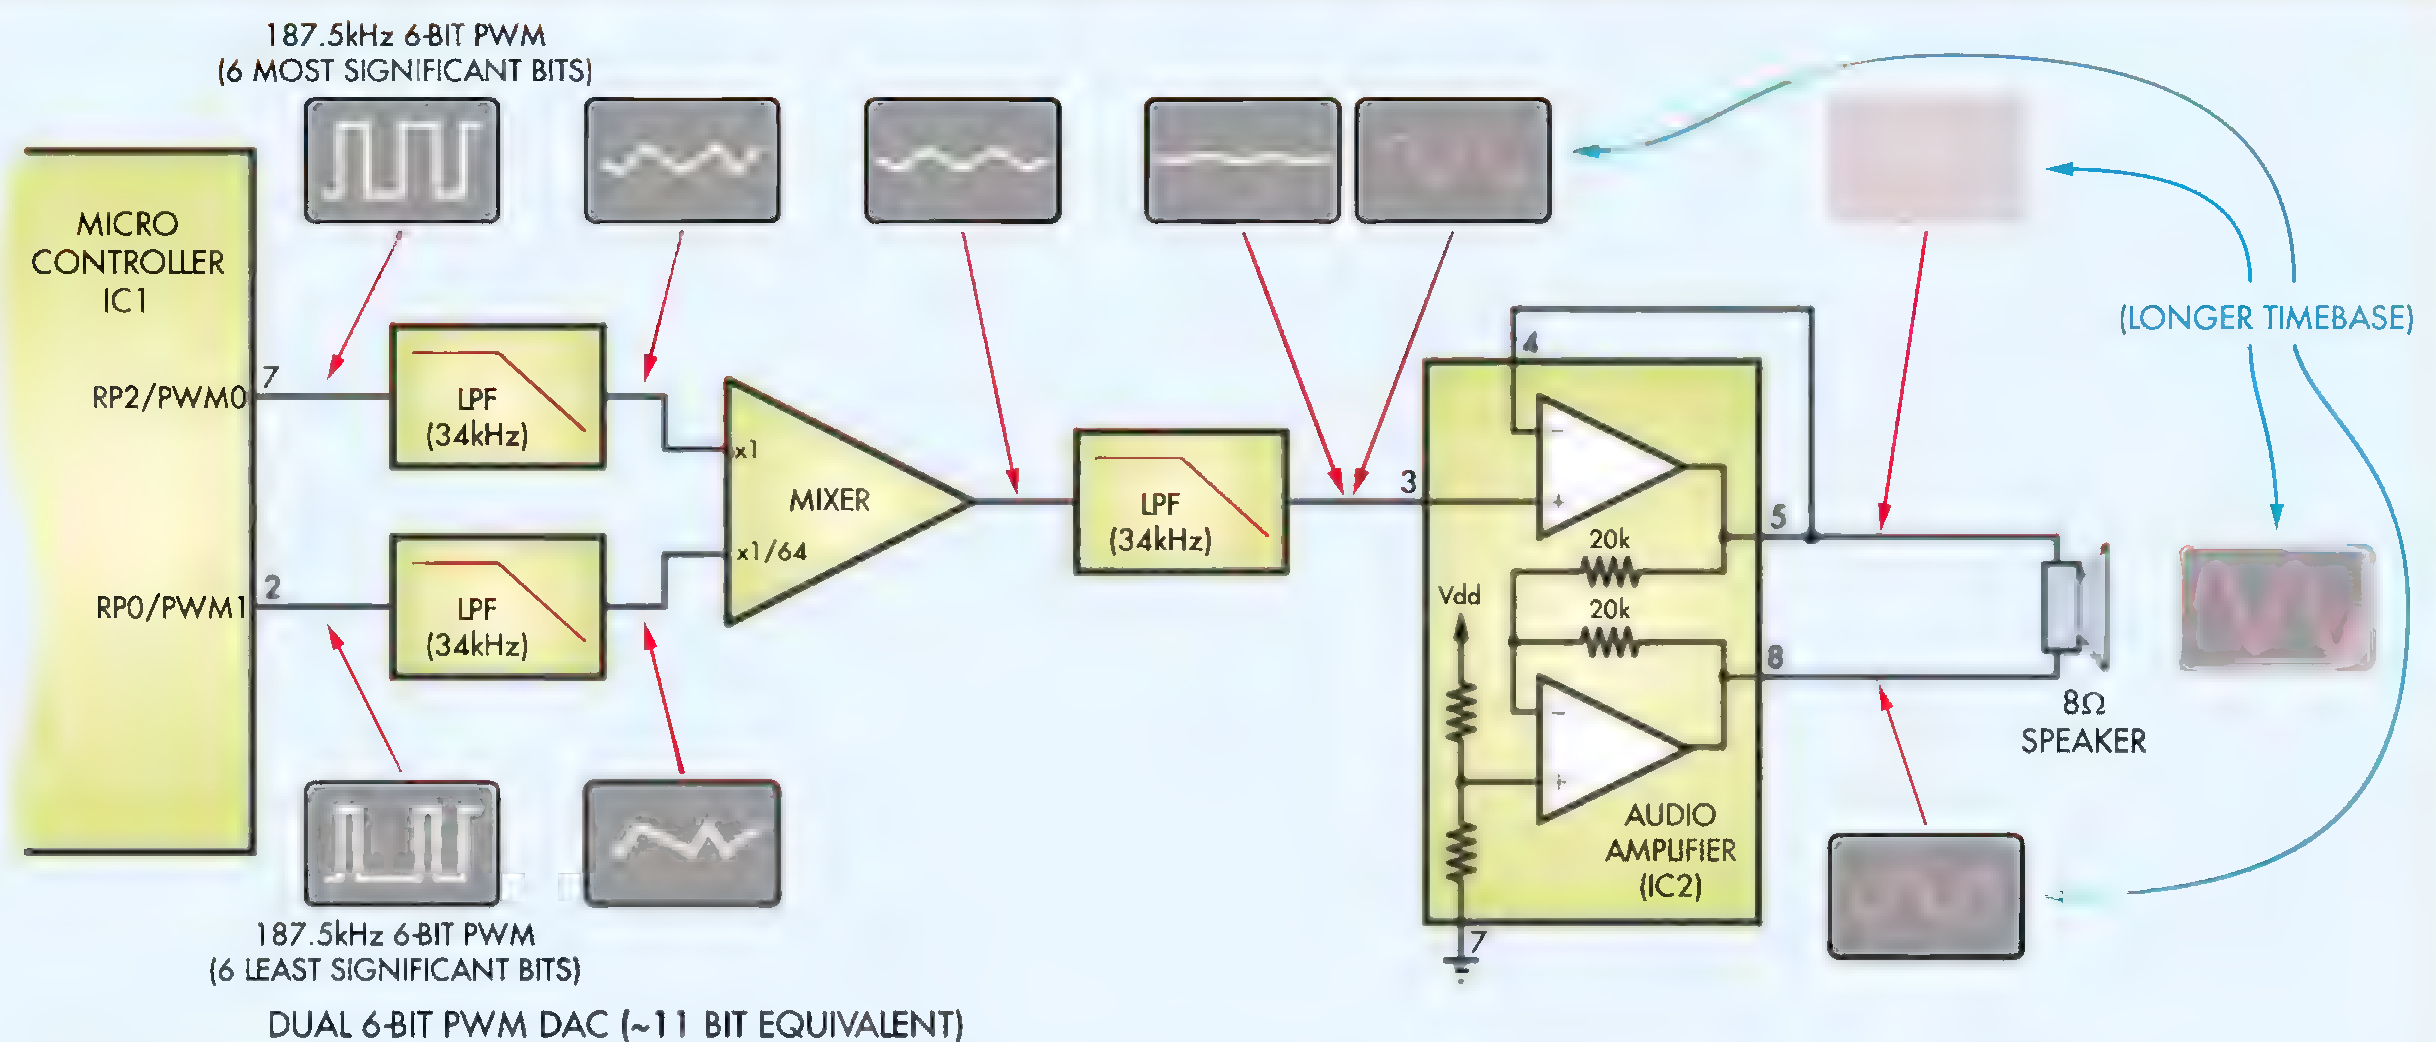 187.5kHz 6-BIT PWM
(6 MOST SIGNIFICANT BITS)
MICRO
CONTROLLER
IC1
RP2/PWM0
7
LPF
(34kHz)
x1
MIXER
x1/64
RP0/PWM1
2
LPF
(34kHz)
187.5kHz 6-BIT PWM
(6 LEAST SIGNIFICANT BITS)
LPF
(34kHz)
3
4
−
+
20k
20k
Vdd
−
+
5
8
7
AUDIO
AMPLIFIER
(IC2)
8Ω
SPEAKER
(LONGER TIMEBASE)
DUAL 6-BIT PWM DAC (~11 BIT EQUIVALENT)